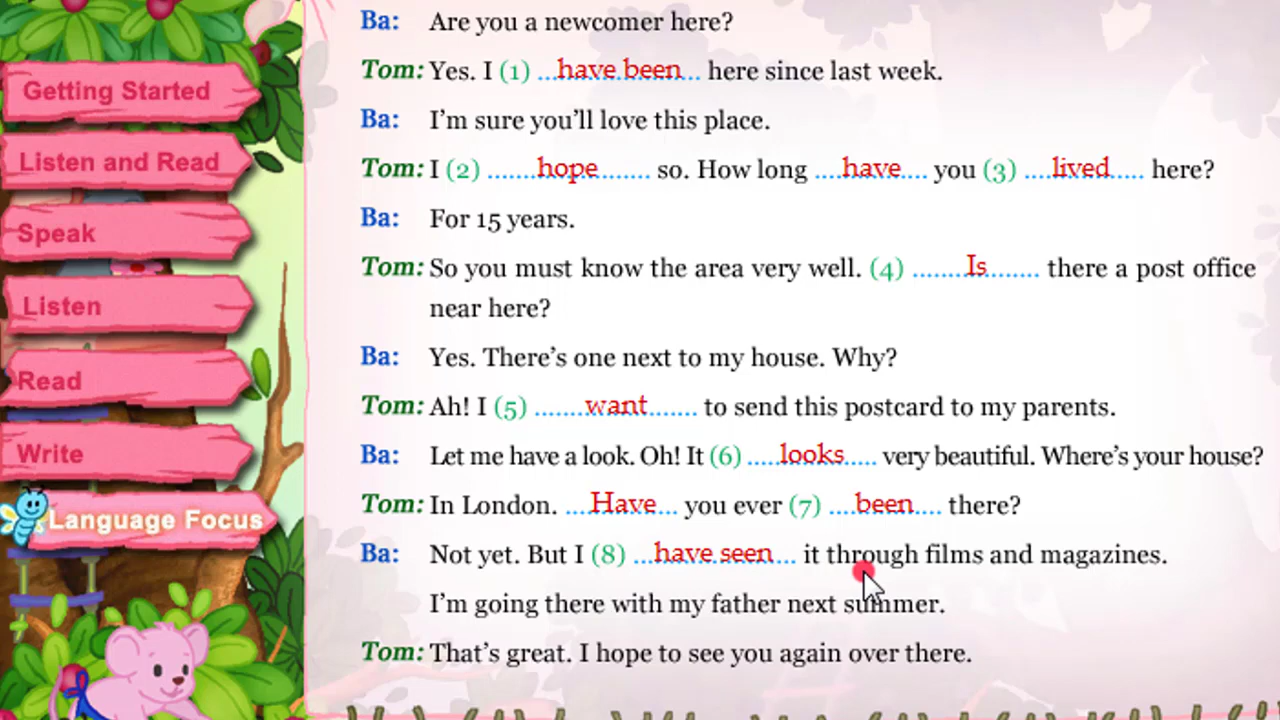 Getting Started
Listen and Read
Speak
Listen
Read
Write
Language Focus
Ba: Are you a newcomer here?
Tom: Yes. I (1) ...have been... here since last week.
Ba: I'm sure you'll love this place.
Tom: I (2) .......hope........ so. How long ....have.... you (3) ....lived..... here?
Ba: For 15 years.
Tom: So you must know the area very well. (4) ........Is........ there a post office
near here?
Ba: Yes. There's one next to my house. Why?
Tom: Ah! I (5) .......want....... to send this postcard to my parents.
Ba: Let me have a look. Oh! It (6) .....looks..... very beautiful. Where's your house?
Tom: In London. ....Have... you ever (7) ....been.... there?
Ba: Not yet. But I (8) ...have seen... it through films and magazines.
I'm going there with my father next summer.
Tom: That's great. I hope to see you again over there.